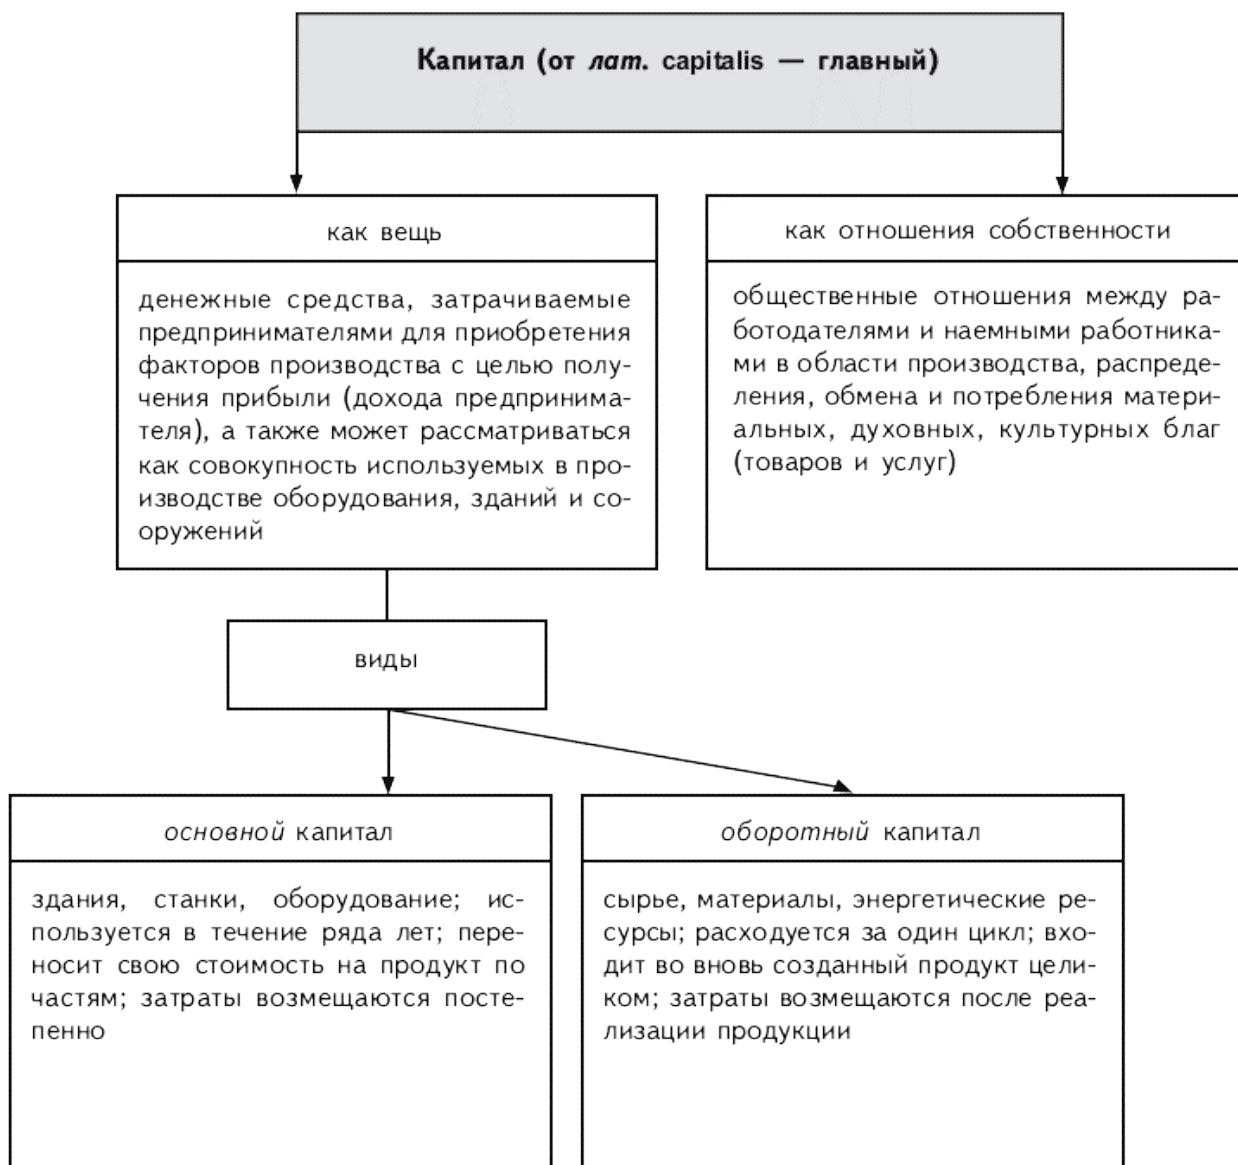 Капитал (от лат. capitalis — главный)
как вещь
денежные средства, затрачиваемые
предпринимателями для приобретения
факторов производства с целью полу-
чения прибыли (дохода предпринима-
теля), а также может рассматриваться
как совокупность используемых в про-
изводстве оборудования, зданий и со-
оружений
как отношения собственности
общественные отношения между ра-
ботодателями и наемными работника-
ми в области производства, распреде-
ления, обмена и потребления матери-
альных, духовных, культурных благ
(товаров и услуг)
виды
основной капитал
здания, станки, оборудование; ис-
пользуется в течение ряда лет; пере-
носит свою стоимость на продукт по
частям; затраты возмещаются посте-
пенно
оборотный капитал
сырье, материалы, энергетические ре-
сурсы; расходуется за один цикл; вхо-
дит во вновь созданный продукт цели-
ком; затраты возмещаются после реа-
лизации продукции